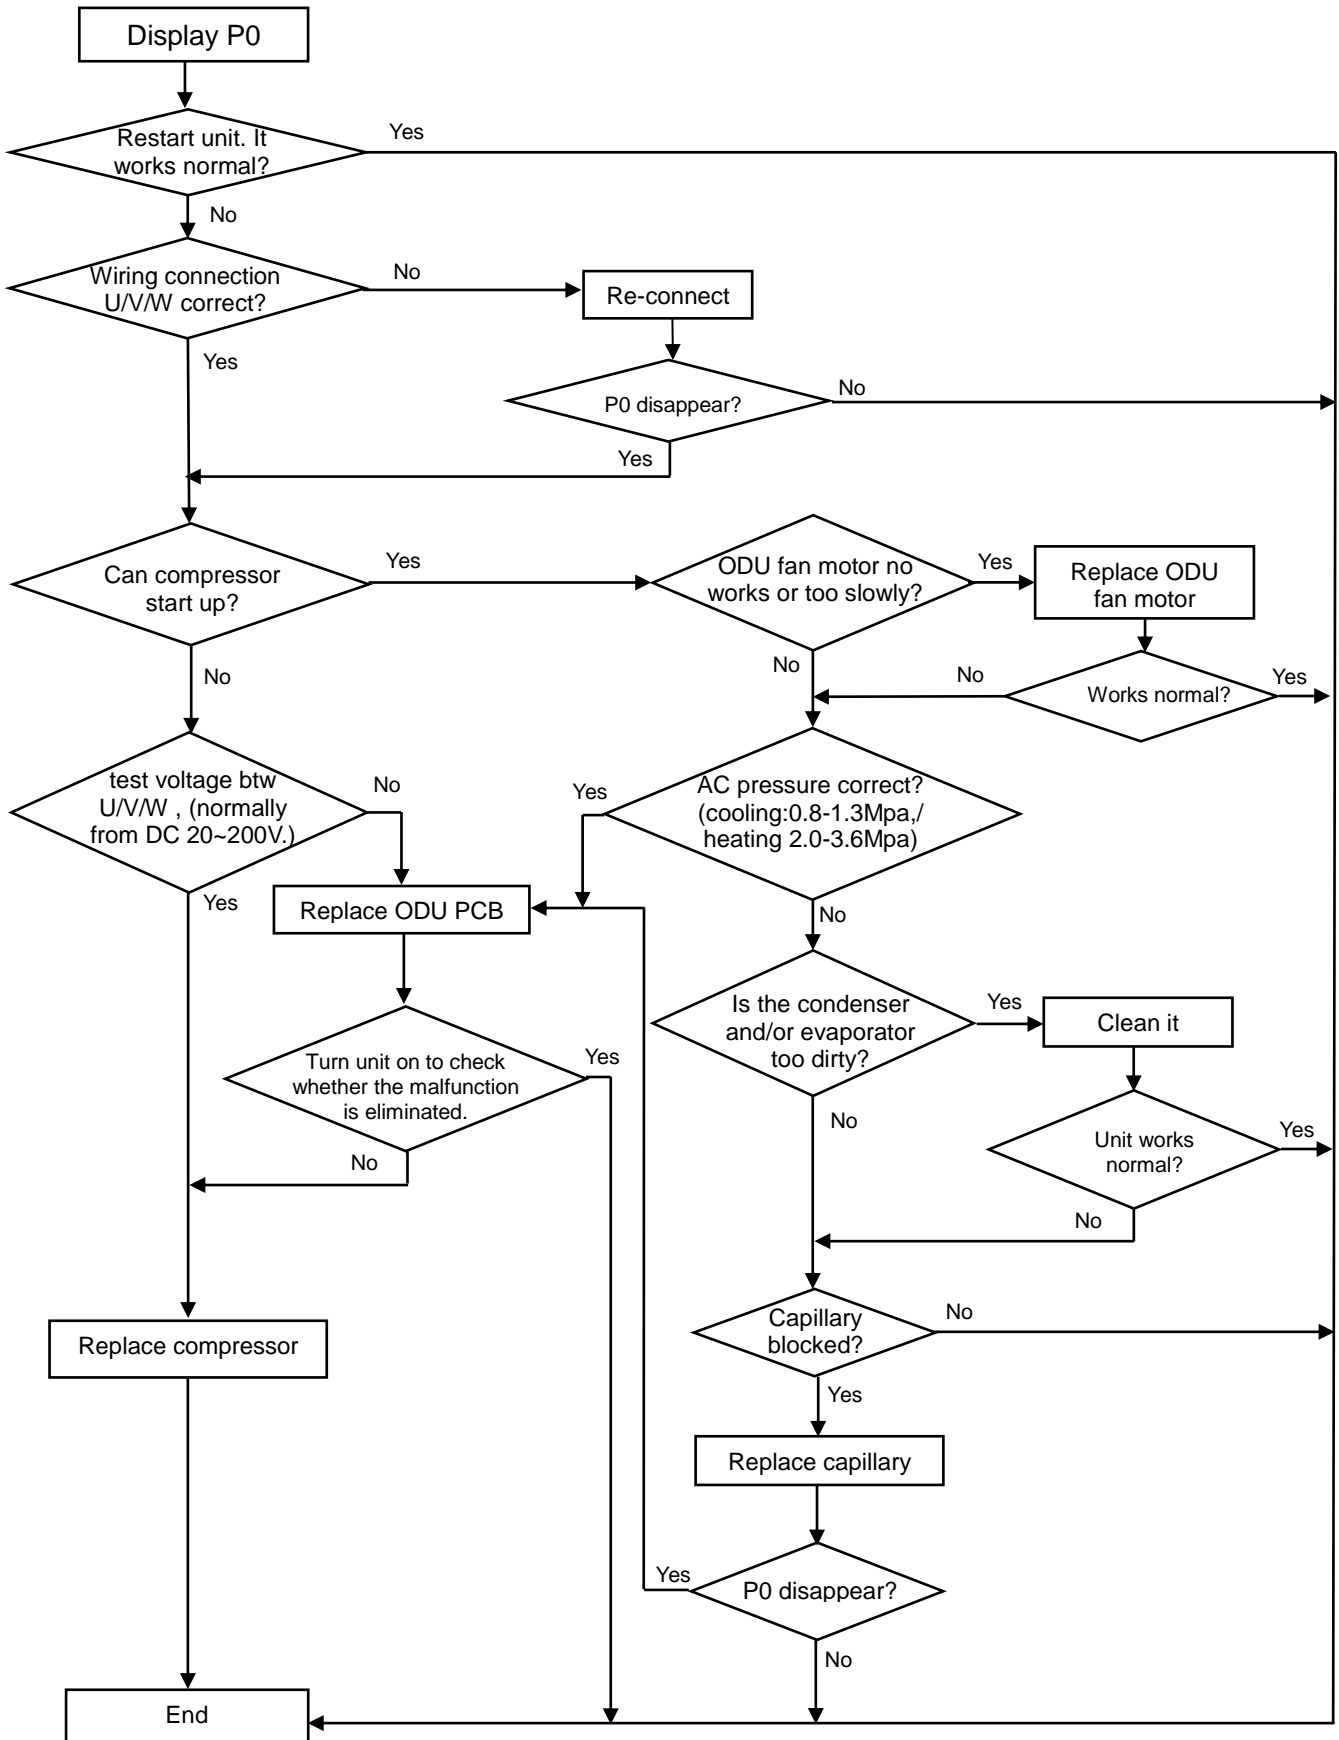 Display P0
Restart unit. It
works normal?
Yes
No
Wiring connection
U/V/W correct?
No
Re-connect
Yes
P0 disappear?
No
Yes
Can compressor
start up?
Yes
ODU fan motor no
works or too slowly?
Yes
Replace ODU
fan motor
No
No
No
Works normal?
Yes
test voltage btw
U/V/W , (normally
from DC 20~200V.)
No
Yes
AC pressure correct?
(cooling:0.8-1.3Mpa,/
heating 2.0-3.6Mpa)
Yes
Replace ODU PCB
No
Is the condenser
and/or evaporator
too dirty?
Yes
Clean it
Turn unit on to check
whether the malfunction
is eliminated.
Yes
No
No
Unit works
normal?
Yes
No
Capillary
blocked?
No
Replace compressor
Yes
Replace capillary
Yes
P0 disappear?
No
End